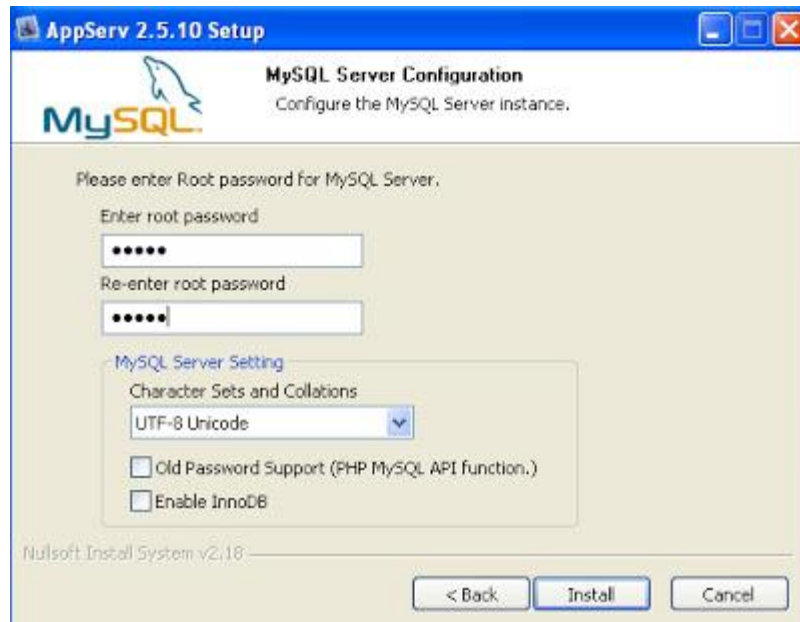 AppServ 2.5.10 Setup
MySQL Server Configuration
Configure the MySQL Server instance.
MySQL
Please enter Root password for MySQL Server.
Enter root password
•••••
Re-enter root password
•••••
MySQL Server Setting
Character Sets and Collations
UTF-8 Unicode
Old Password Support (PHP MySQL API function.)
Enable InnoDB
Nullsoft Install System v2.18
< Back Install Cancel